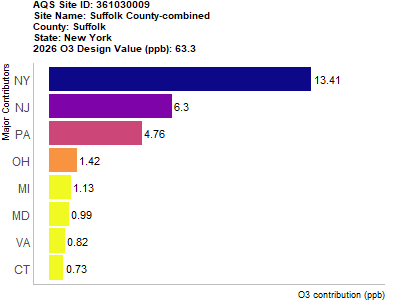 AQS Site ID: 361030009
Site Name: Suffolk County-combined
County: Suffolk
State: New York
2026 O3 Design Value (ppb): 63.3
Major Contributors
NY 13.41
NJ 6.3
PA 4.76
OH 1.42
MI 1.13
MD 0.99
VA 0.82
CT 0.73
O3 contribution (ppb)